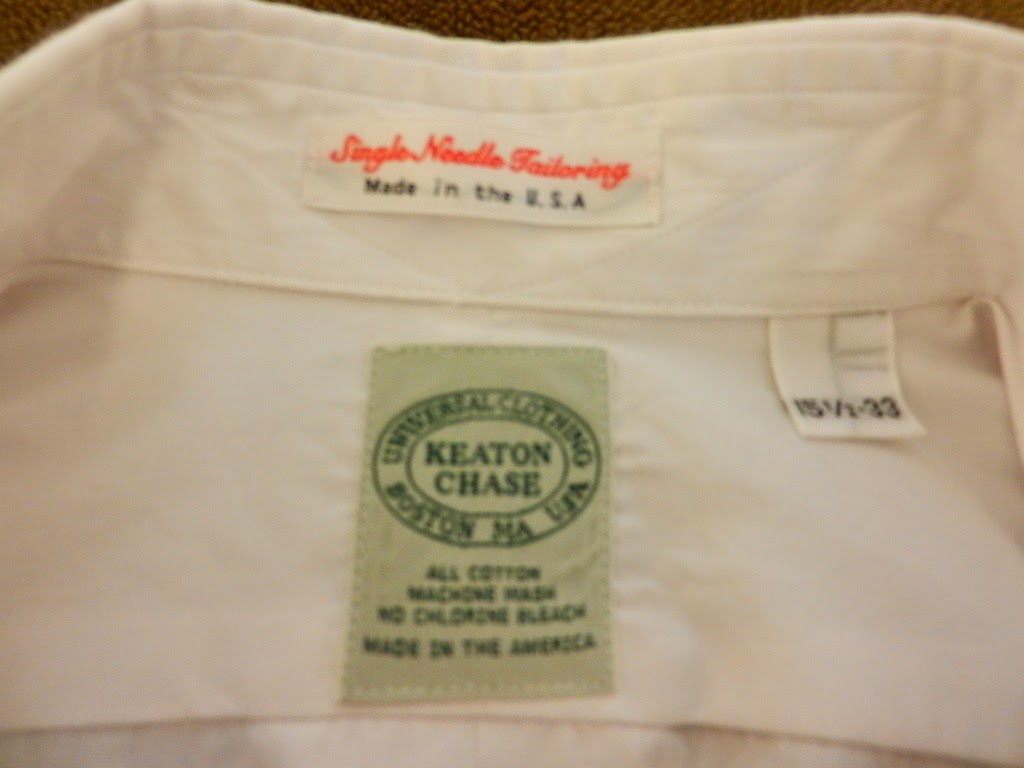 Single-Needle Tailoring
Made in the U.S.A
15½-33
UNIVERSAL CLOTHING
KEATON
CHASE
BOSTON MA USA
ALL COTTON
MACHINE WASH
NO CHLORINE BLEACH
MADE IN THE AMERICA